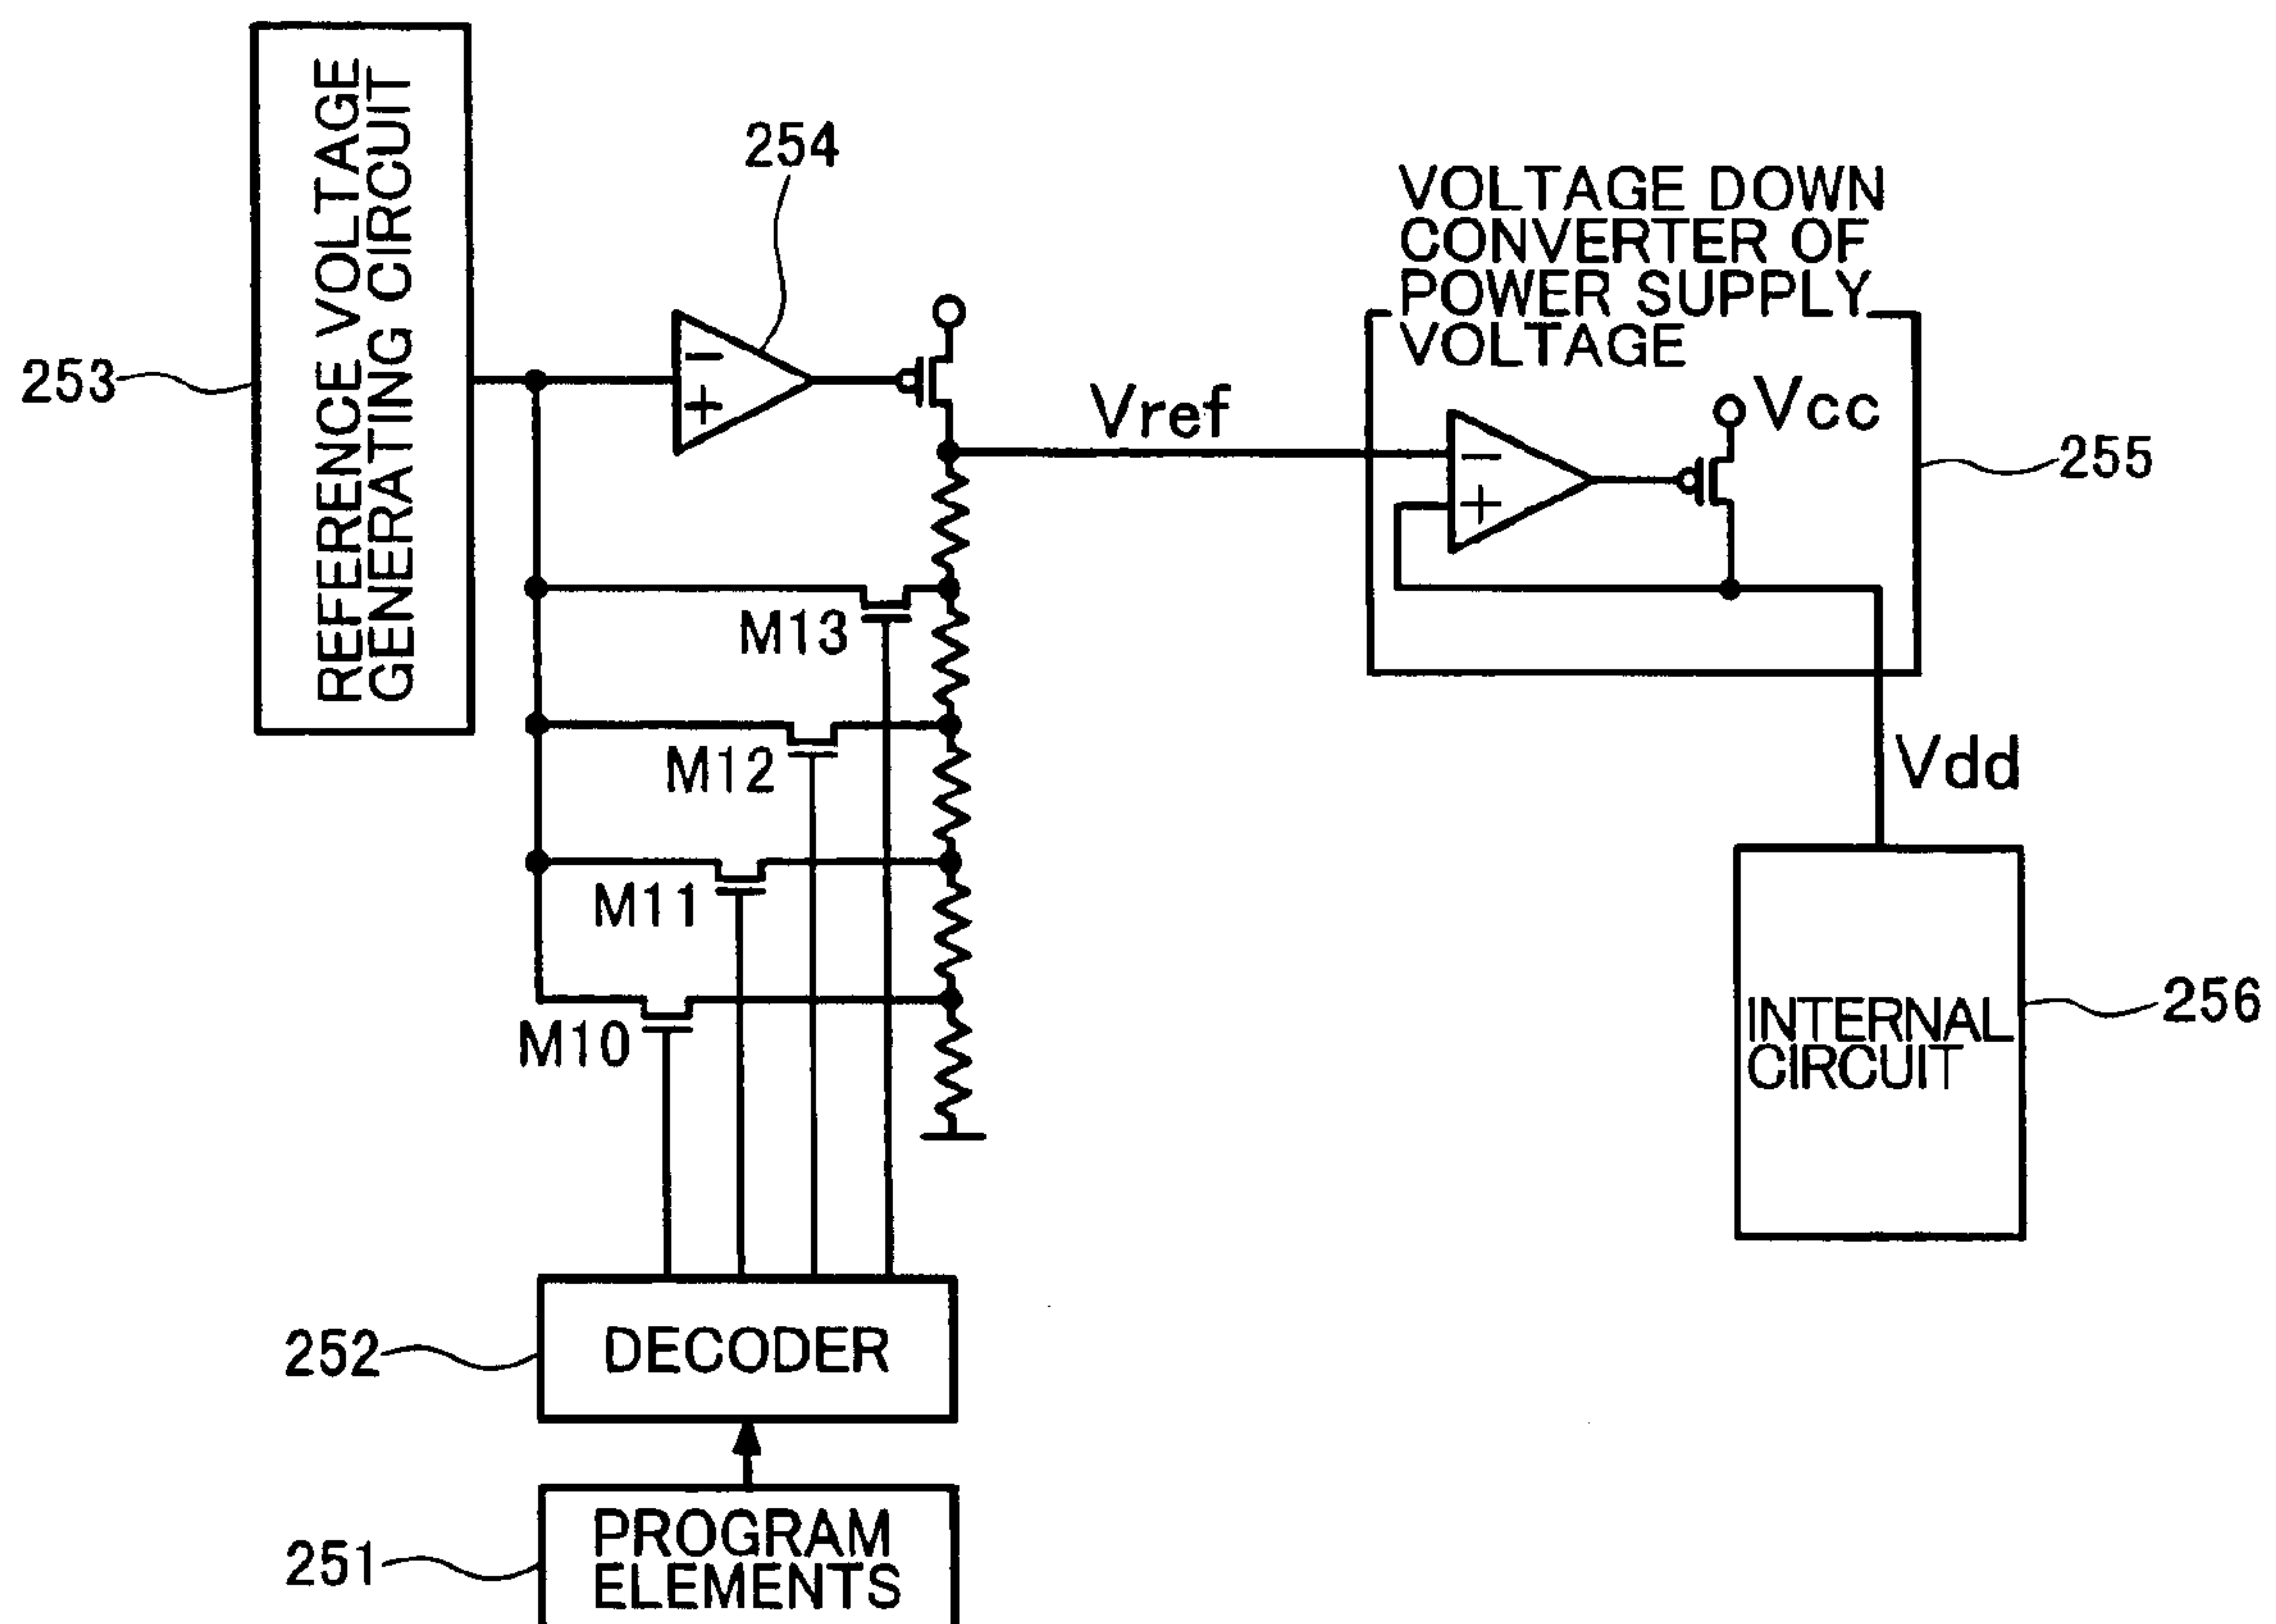 REFERENCE VOLTAGE
GENERATING CIRCUIT
253
254
VOLTAGE DOWN
CONVERTER OF
POWER SUPPLY
VOLTAGE
−
+
Vref
Vcc
−
+
255
M13
M12
Vdd
M11
M10
INTERNAL
CIRCUIT
256
252
DECODER
251
PROGRAM
ELEMENTS